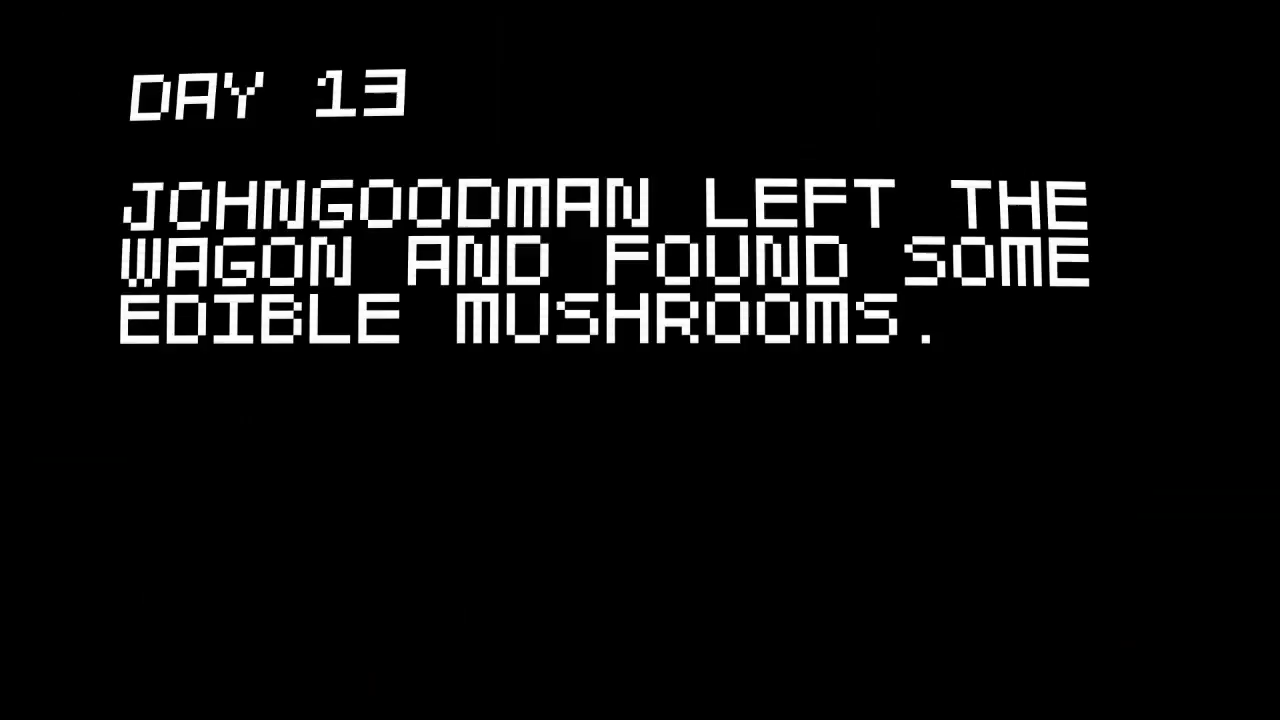 DAY 13
JOHNGOODMAN LEFT THE
WAGON AND FOUND SOME
EDIBLE MUSHROOMS.